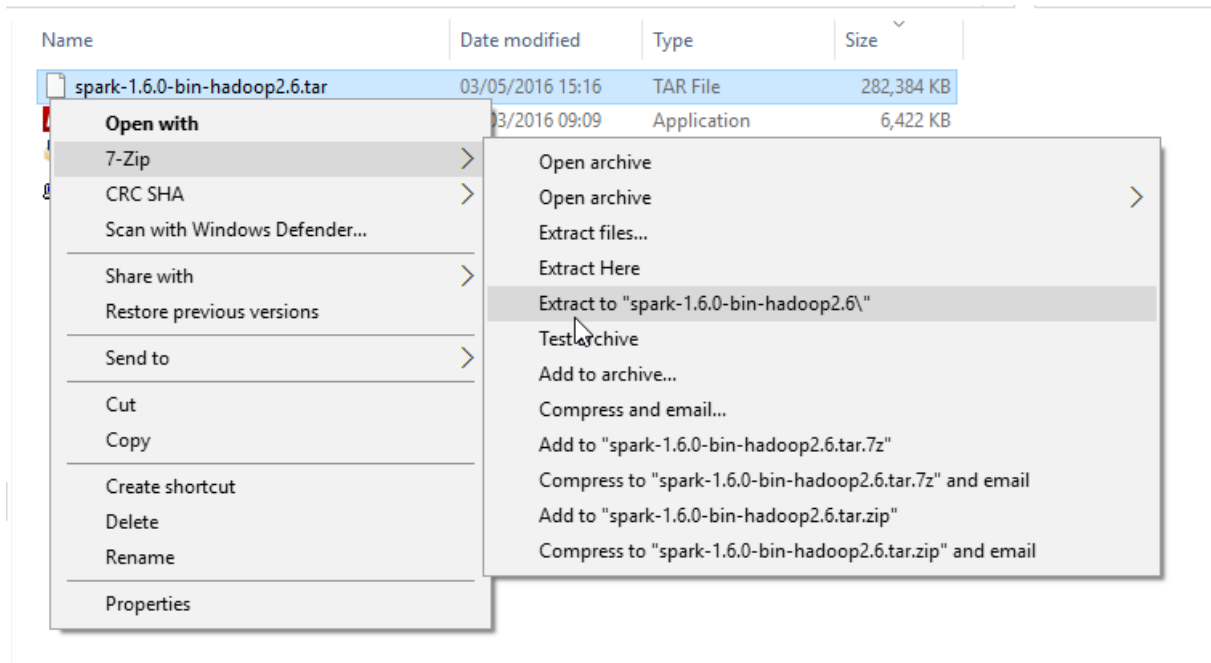 Name Date modified Type Size
spark-1.6.0-bin-hadoop2.6.tar 03/05/2016 15:16 TAR File 282,384 KB
03/2016 09:09 Application 6,422 KB
Open with
7-Zip
CRC SHA
Scan with Windows Defender...
Share with
Restore previous versions
Send to
Cut
Copy
Create shortcut
Delete
Rename
Properties
Open archive
Open archive
Extract files...
Extract Here
Extract to "spark-1.6.0-bin-hadoop2.6\"
Test archive
Add to archive...
Compress and email...
Add to "spark-1.6.0-bin-hadoop2.6.tar.7z"
Compress to "spark-1.6.0-bin-hadoop2.6.tar.7z" and email
Add to "spark-1.6.0-bin-hadoop2.6.tar.zip"
Compress to "spark-1.6.0-bin-hadoop2.6.tar.zip" and email